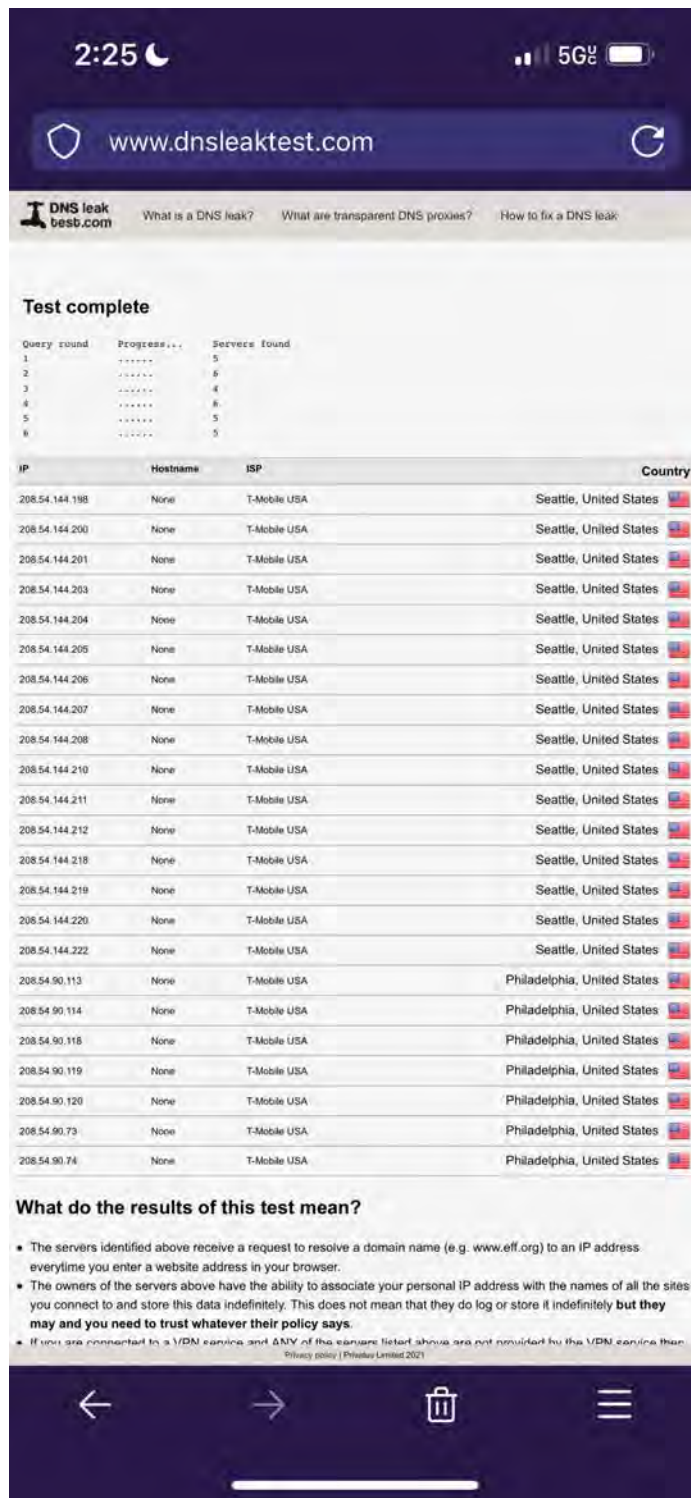 2:25
5G UC
www.dnsleaktest.com
DNS leak
test.com
What is a DNS leak? What are transparent DNS proxies? How to fix a DNS leak
Test complete
Query round Progress... Servers found
1 ...... 5
2 ...... 6
3 ...... 4
4 ...... 6
5 ...... 5
6 ...... 5
IP Hostname ISP Country
208.54.144.198 None T-Mobile USA Seattle, United States
208.54.144.200 None T-Mobile USA Seattle, United States
208.54.144.201 None T-Mobile USA Seattle, United States
208.54.144.203 None T-Mobile USA Seattle, United States
208.54.144.204 None T-Mobile USA Seattle, United States
208.54.144.205 None T-Mobile USA Seattle, United States
208.54.144.206 None T-Mobile USA Seattle, United States
208.54.144.207 None T-Mobile USA Seattle, United States
208.54.144.208 None T-Mobile USA Seattle, United States
208.54.144.210 None T-Mobile USA Seattle, United States
208.54.144.211 None T-Mobile USA Seattle, United States
208.54.144.212 None T-Mobile USA Seattle, United States
208.54.144.218 None T-Mobile USA Seattle, United States
208.54.144.219 None T-Mobile USA Seattle, United States
208.54.144.220 None T-Mobile USA Seattle, United States
208.54.144.222 None T-Mobile USA Seattle, United States
208.54.90.113 None T-Mobile USA Philadelphia, United States
208.54.90.114 None T-Mobile USA Philadelphia, United States
208.54.90.118 None T-Mobile USA Philadelphia, United States
208.54.90.119 None T-Mobile USA Philadelphia, United States
208.54.90.120 None T-Mobile USA Philadelphia, United States
208.54.90.73 None T-Mobile USA Philadelphia, United States
208.54.90.74 None T-Mobile USA Philadelphia, United States
What do the results of this test mean?
• The servers identified above receive a request to resolve a domain name (e.g. www.eff.org) to an IP address
everytime you enter a website address in your browser.
• The owners of the servers above have the ability to associate your personal IP address with the names of all the sites
you connect to and store this data indefinitely. This does not mean that they do log or store it indefinitely but they
may and you need to trust whatever their policy says.
• If you are connected to a VPN service and ANY of the servers listed above are not provided by the VPN service then
Privacy policy | Privatus Limited 2021